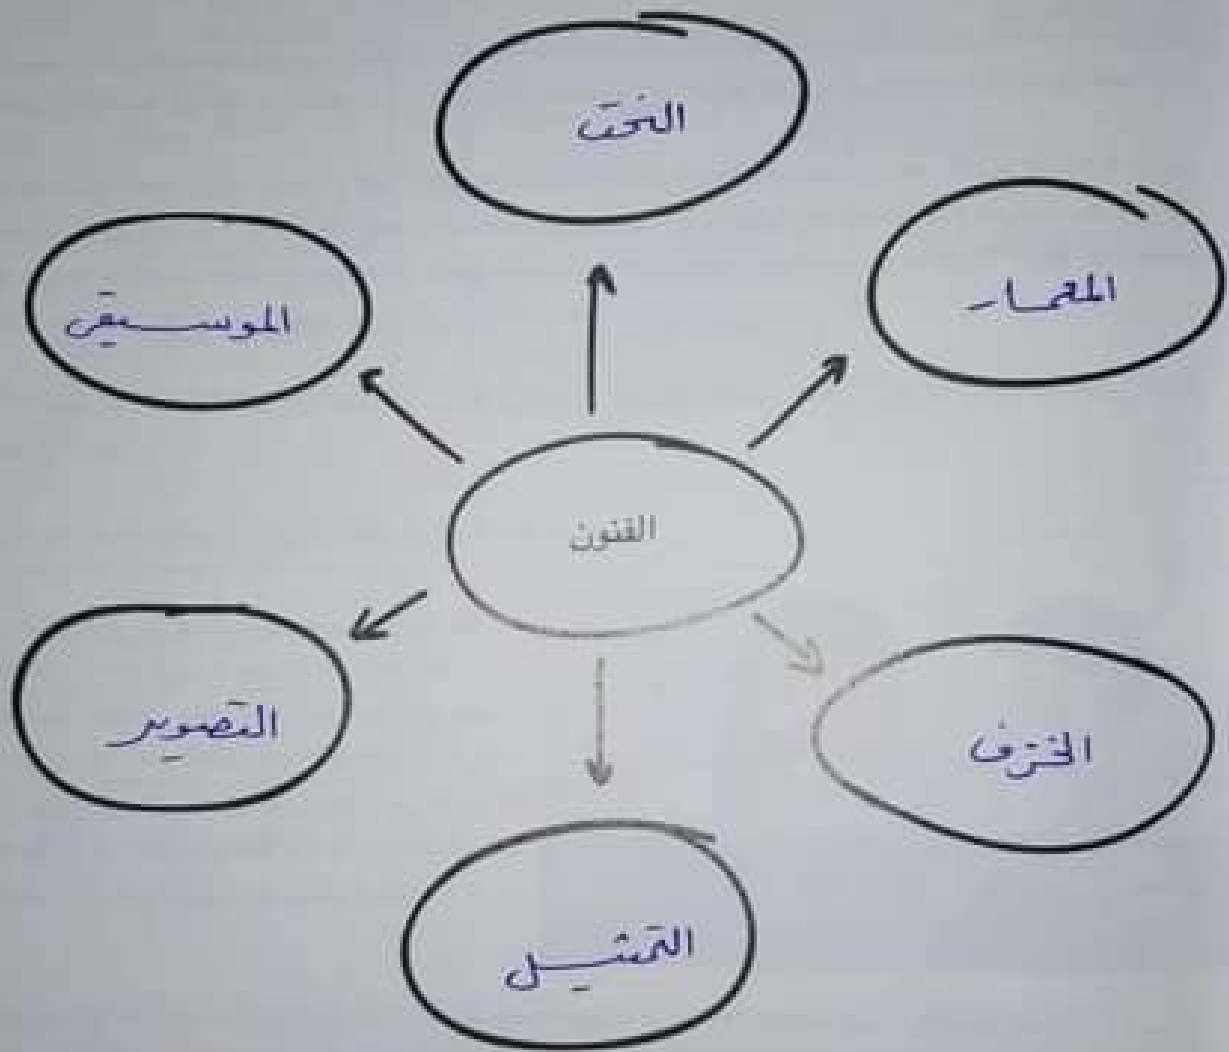 النحت
المعمار
الموسيقى
الفنون
التصوير
الخزف
التمثيل